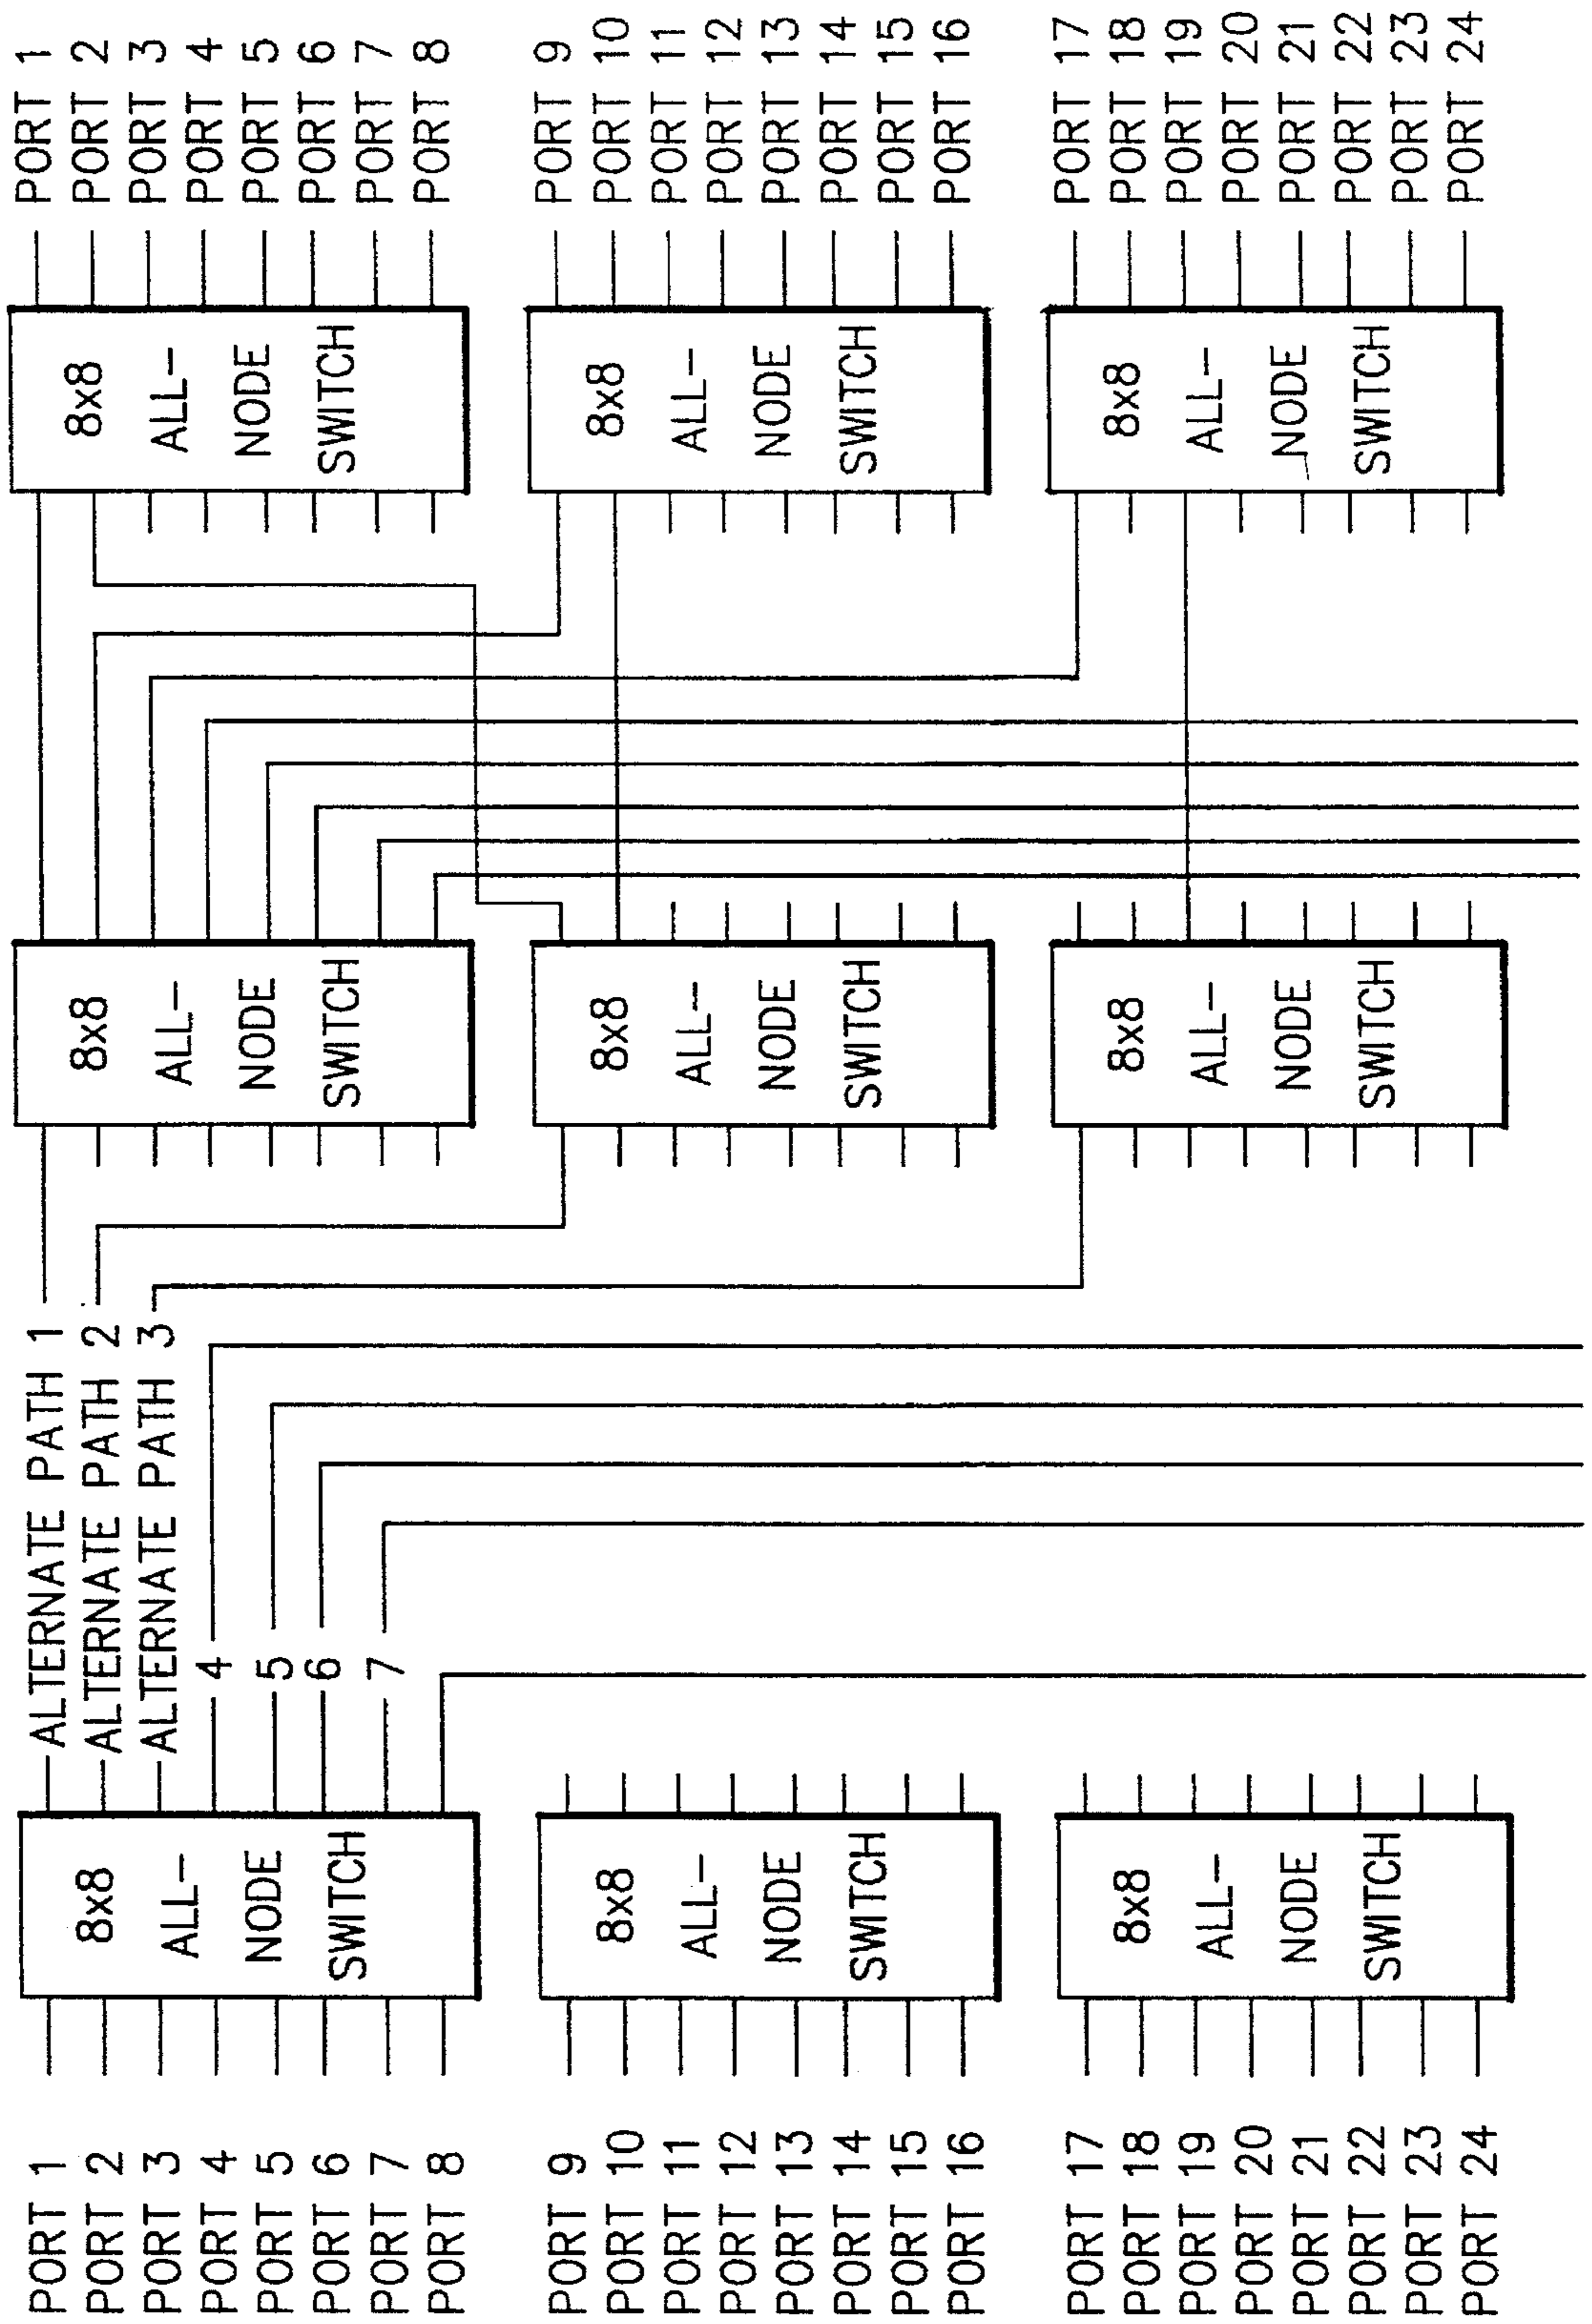 PORT 1
PORT 2
PORT 3
PORT 4
PORT 5
PORT 6
PORT 7
PORT 8
8x8
ALL-
NODE
SWITCH
ALTERNATE PATH 1
ALTERNATE PATH 2
ALTERNATE PATH 3
4
5
6
7
8x8
ALL-
NODE
SWITCH
8x8
ALL-
NODE
SWITCH
PORT 1
PORT 2
PORT 3
PORT 4
PORT 5
PORT 6
PORT 7
PORT 8
PORT 9
PORT 10
PORT 11
PORT 12
PORT 13
PORT 14
PORT 15
PORT 16
8x8
ALL-
NODE
SWITCH
8x8
ALL-
NODE
SWITCH
8x8
ALL-
NODE
SWITCH
PORT 9
PORT 10
PORT 11
PORT 12
PORT 13
PORT 14
PORT 15
PORT 16
PORT 17
PORT 18
PORT 19
PORT 20
PORT 21
PORT 22
PORT 23
PORT 24
8x8
ALL-
NODE
SWITCH
8x8
ALL-
NODE
SWITCH
8x8
ALL-
NODE
SWITCH
PORT 17
PORT 18
PORT 19
PORT 20
PORT 21
PORT 22
PORT 23
PORT 24